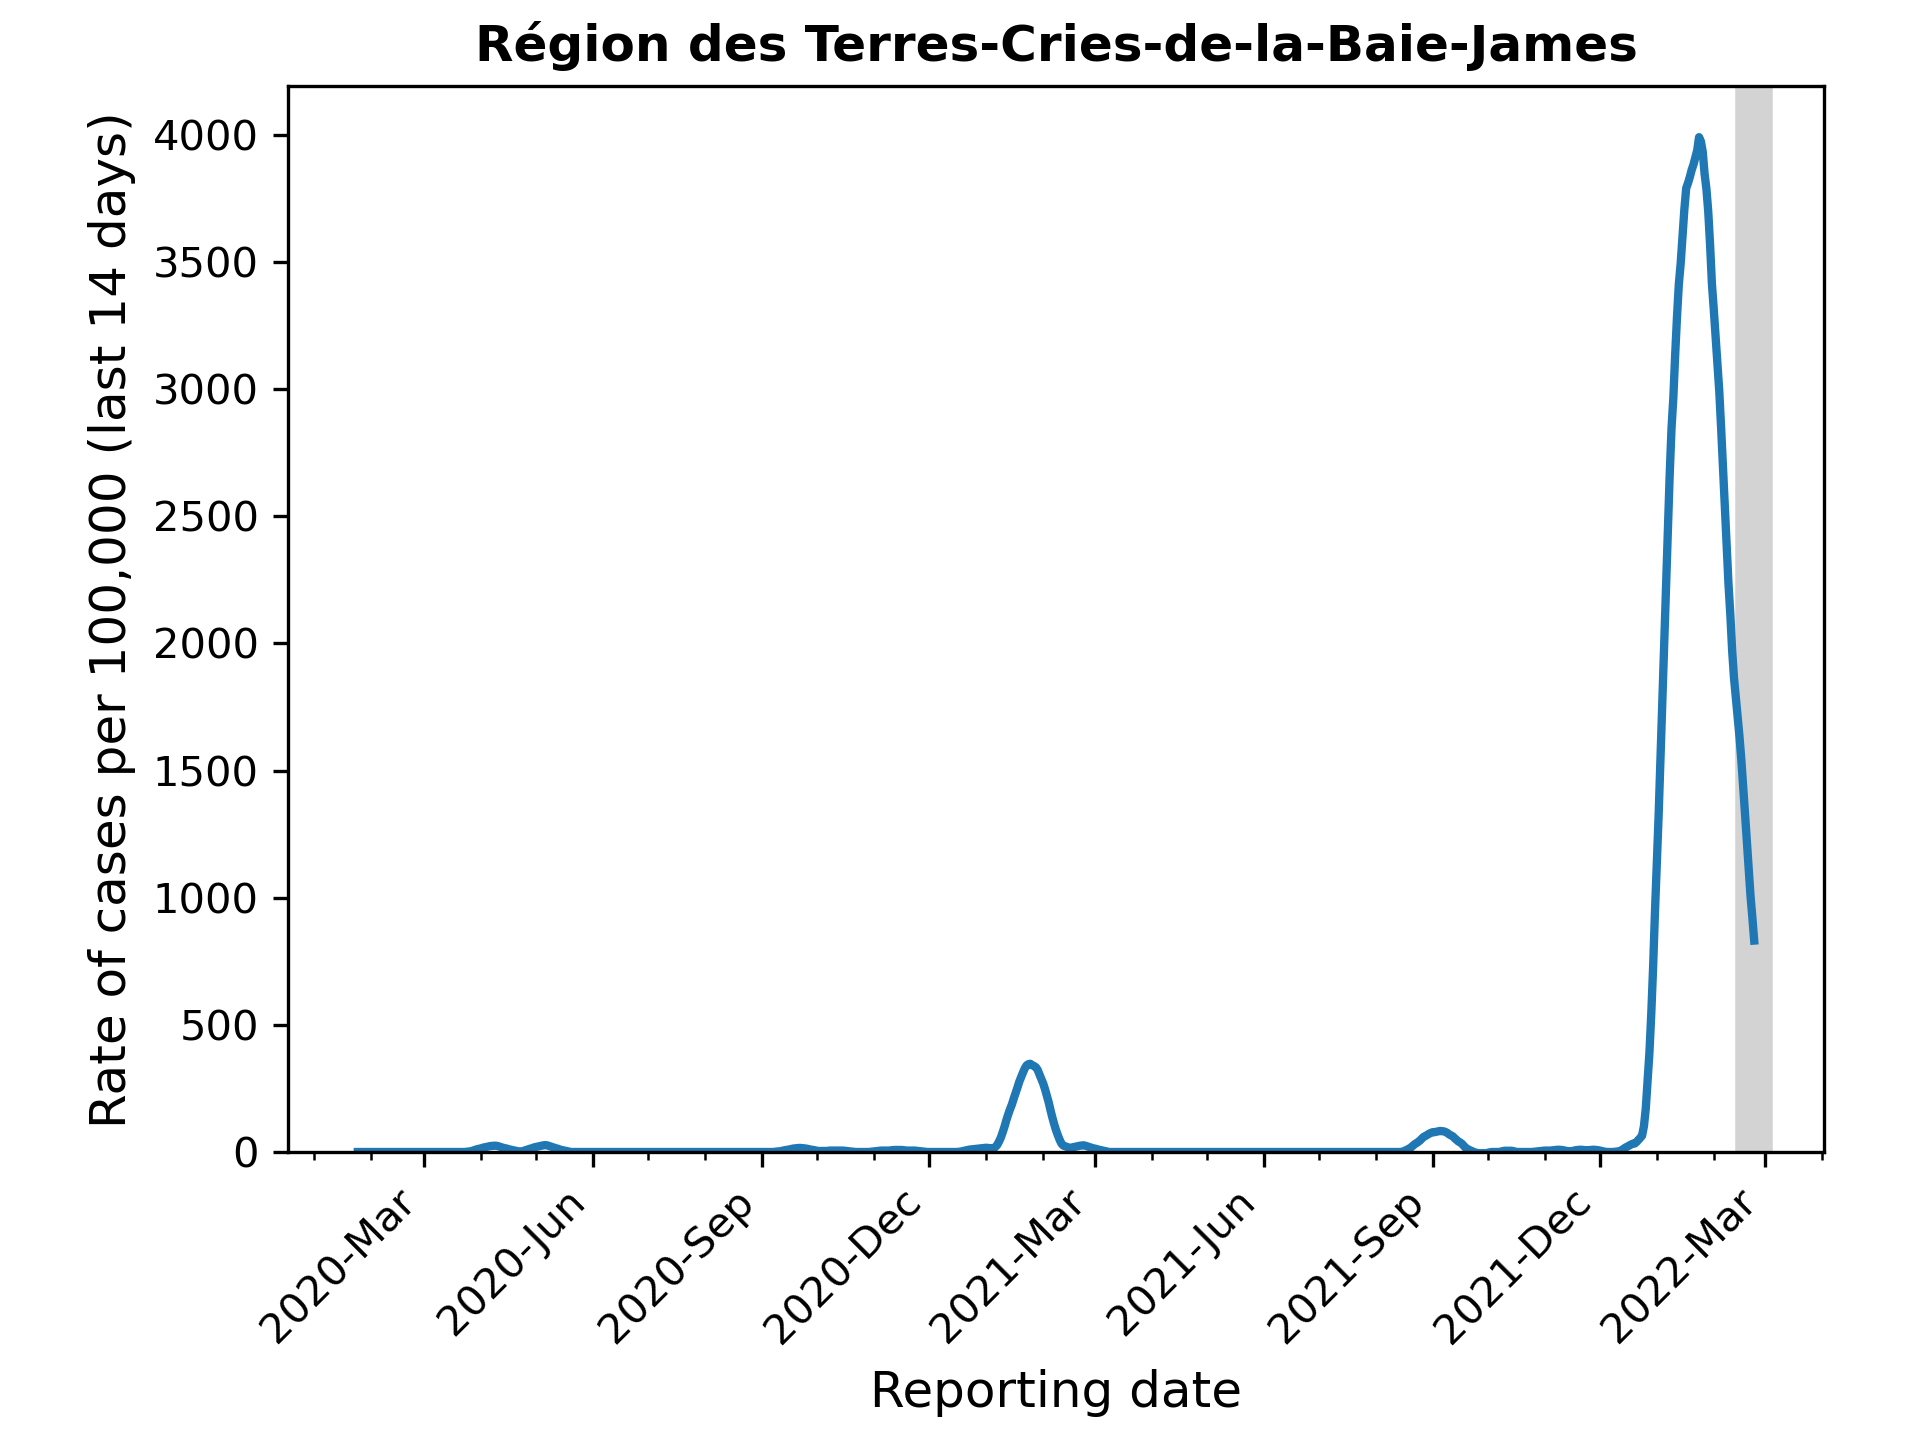 Région des Terres-Cries-de-la-Baie-James
Rate of cases per 100,000 (last 14 days)
4000
3500
3000
2500
2000
1500
1000
500
0
2020-Mar
2020-Jun
2020-Sep
2020-Dec
2021-Mar
2021-Jun
2021-Sep
2021-Dec
2022-Mar
Reporting date